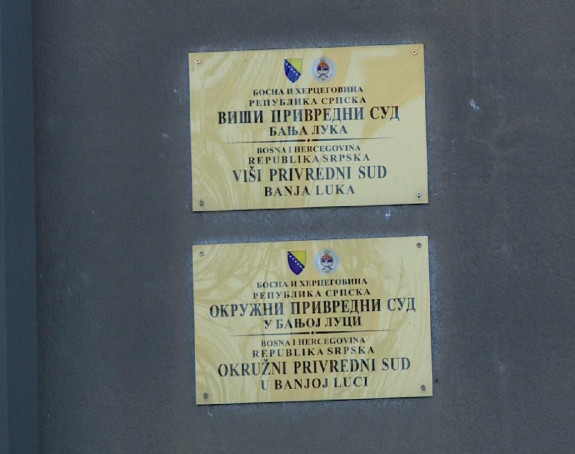 БОСНА И ХЕРЦЕГОВИНА
РЕПУБЛИКА СРПСКА
ВИШИ ПРИВРЕДНИ СУД
БАЊА ЛУКА
BOSNA I HERCEGOVINA
REPUBLIKA SRPSKA
VIŠI PRIVREDNI SUD
BANJA LUKA
БОСНА И ХЕРЦЕГОВИНА
РЕПУБЛИКА СРПСКА
ОКРУЖНИ ПРИВРЕДНИ СУД
У БАЊОЈ ЛУЦИ
BOSNA I HERCEGOVINA
REPUBLIKA SRPSKA
OKRUŽNI PRIVREDNI SUD
U BANJOJ LUCI